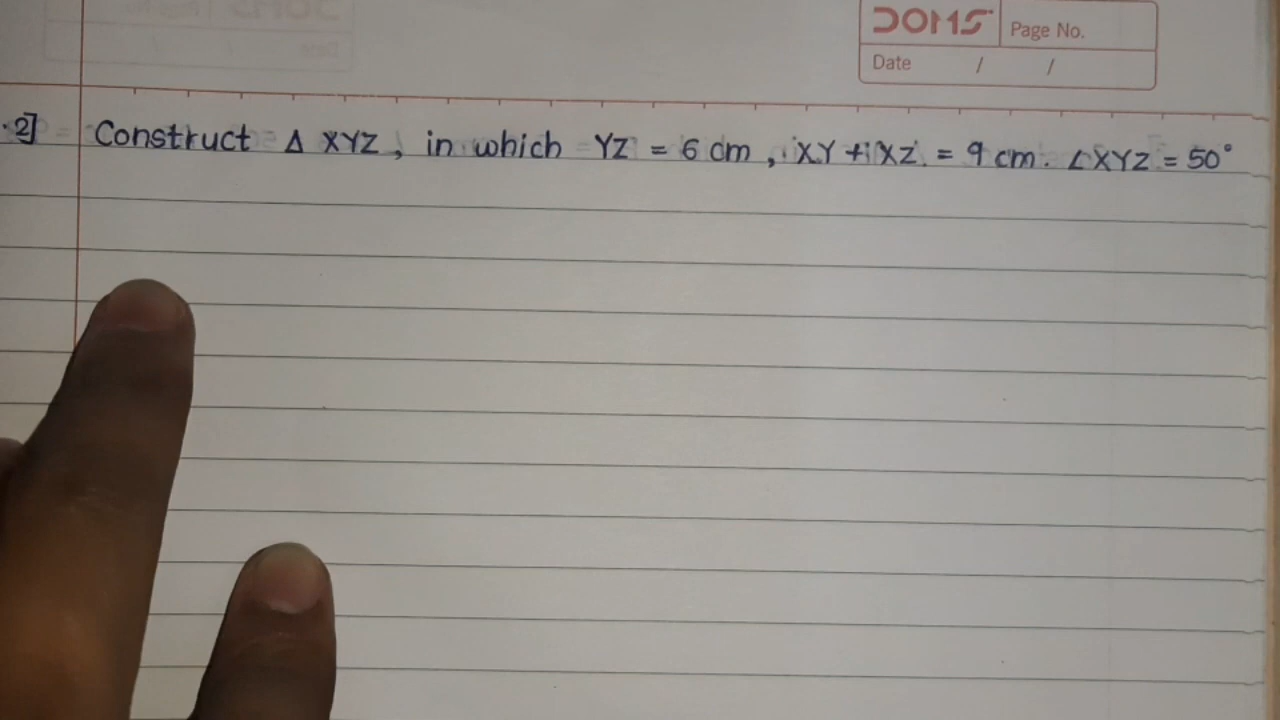 DOMS
Page No.
Date / /
2] Construct Δ XYZ, in which YZ = 6 cm, XY + XZ = 9 cm. ∠XYZ = 50°